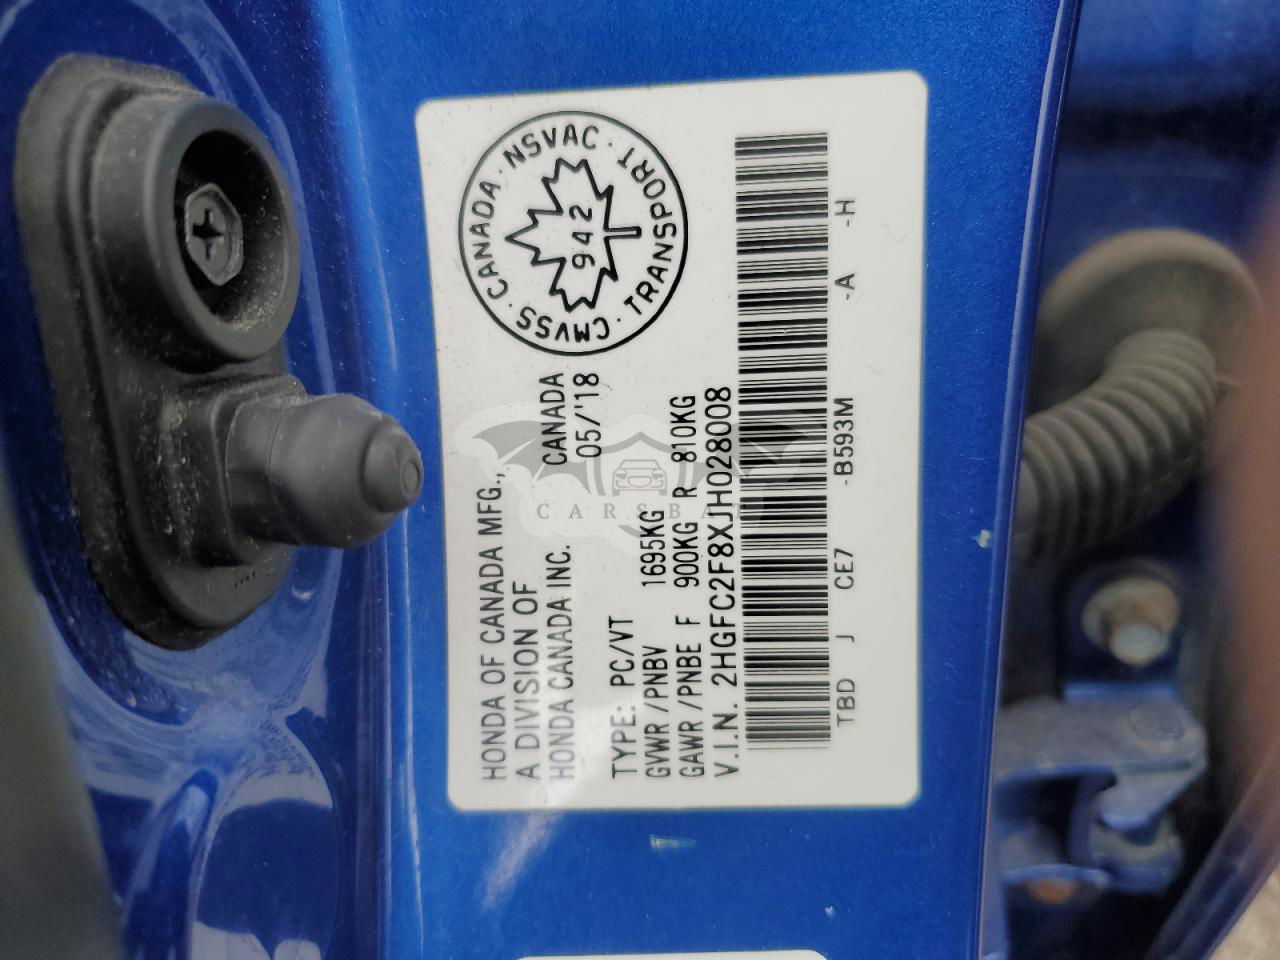 CMVSS · CANADA · NSVAC · TRANSPORT ·
942
HONDA OF CANADA MFG.,
A DIVISION OF
HONDA CANADA INC. CANADA
05/'18
TYPE: PC/VT
GVWR/PNBV 1695KG
GAWR/PNBE F 900KG R 810KG
V.I.N. 2HGFC2F8XJH028008
TBD J CE7 -B593M -A -H
CARSBAT